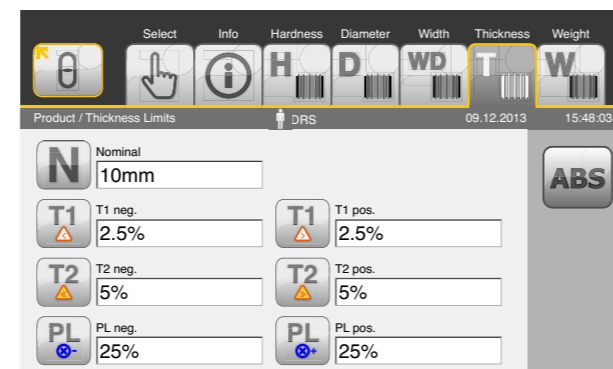 Select Info Hardness Diameter Width Thickness Weight
H D WD T W
Product / Thickness Limits DRS 09.12.2013 15:48:03
N Nominal
10mm
ABS
T1 T1 neg. T1 T1 pos.
2.5% 2.5%
T2 T2 neg. T2 T2 pos.
5% 5%
PL PL neg. PL PL pos.
25% 25%